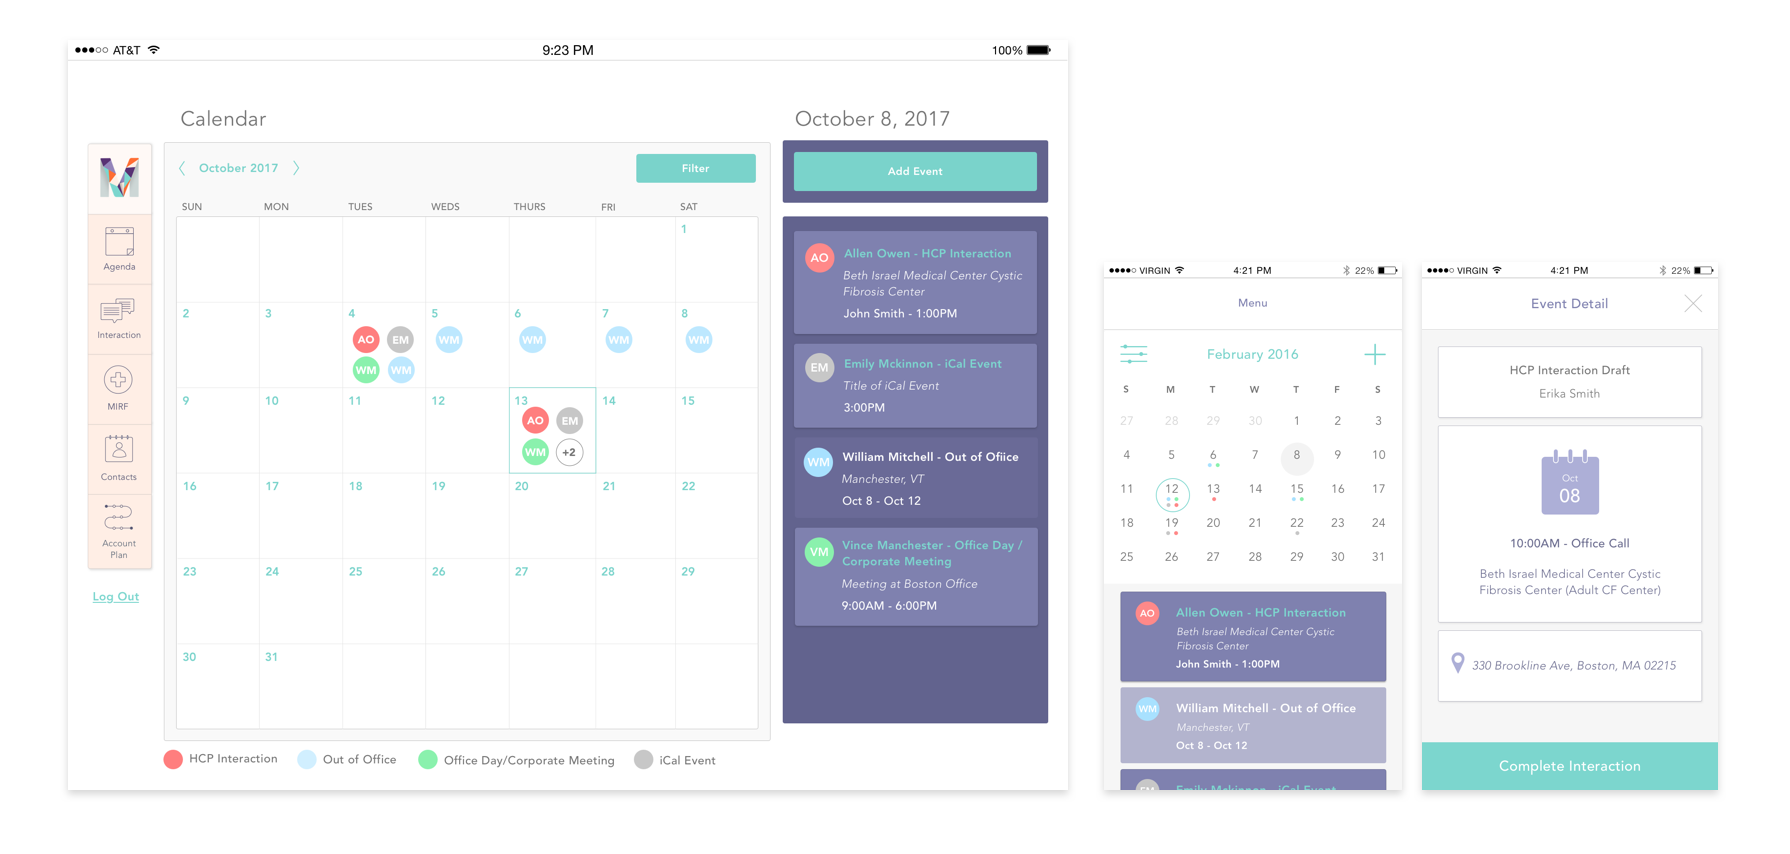 AT&T
9:23 PM
100%
Calendar
October 8, 2017
October 2017
Filter
Add Event
SUN MON TUES WEDS THURS FRI SAT
1
2 3 4 5 6 7 8
AO EM WM WM WM WM
WM WM
9 10 11 12 13 14 15
AO EM
WM +2
16 17 18 19 20 21 22
23 24 25 26 27 28 29
30 31
M
Agenda
Interaction
MIRF
Contacts
Account
Plan
Log Out
HCP Interaction
Out of Office
Office Day/Corporate Meeting
iCal Event
AO
Allen Owen - HCP Interaction
Beth Israel Medical Center Cystic
Fibrosis Center
John Smith - 1:00PM
EM
Emily Mckinnon - iCal Event
Title of iCal Event
3:00PM
WM
William Mitchell - Out of Office
Manchester, VT
Oct 8 - Oct 12
VM
Vince Manchester - Office Day /
Corporate Meeting
Meeting at Boston Office
9:00AM - 6:00PM
VIRGIN
4:21 PM
22%
Menu
February 2016
S M T W T F S
27 28 29 30 1 2 3
4 5 6 7 8 9 10
11 12 13 14 15 16 17
18 19 20 21 22 23 24
25 26 27 28 29 30 31
AO
Allen Owen - HCP Interaction
Beth Israel Medical Center Cystic
Fibrosis Center
John Smith - 1:00PM
WM
William Mitchell - Out of Office
Manchester, VT
Oct 8 - Oct 12
EM
Emily Mckinnon - iCal Event
VIRGIN
4:21 PM
22%
Event Detail
HCP Interaction Draft
Erika Smith
Oct
08
10:00AM - Office Call
Beth Israel Medical Center Cystic
Fibrosis Center (Adult CF Center)
330 Brookline Ave, Boston, MA 02215
Complete Interaction